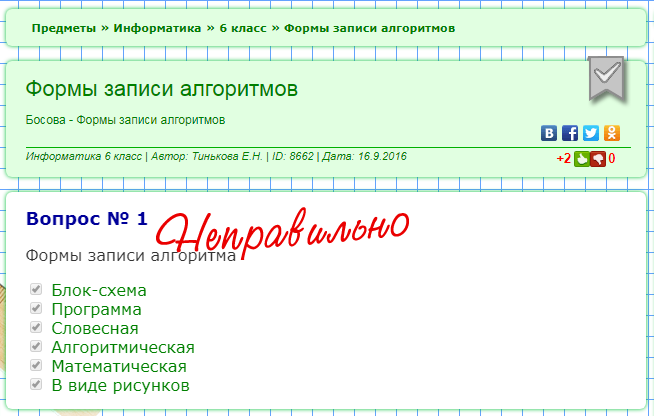 Предметы » Информатика » 6 класс » Формы записи алгоритмов
Формы записи алгоритмов
Босова - Формы записи алгоритмов
Информатика 6 класс | Автор: Тинькова Е.Н. | ID: 8662 | Дата: 16.9.2016
+2 0
Вопрос № 1
Неправильно
Формы записи алгоритма
Блок-схема
Программа
Словесная
Алгоритмическая
Математическая
В виде рисунков